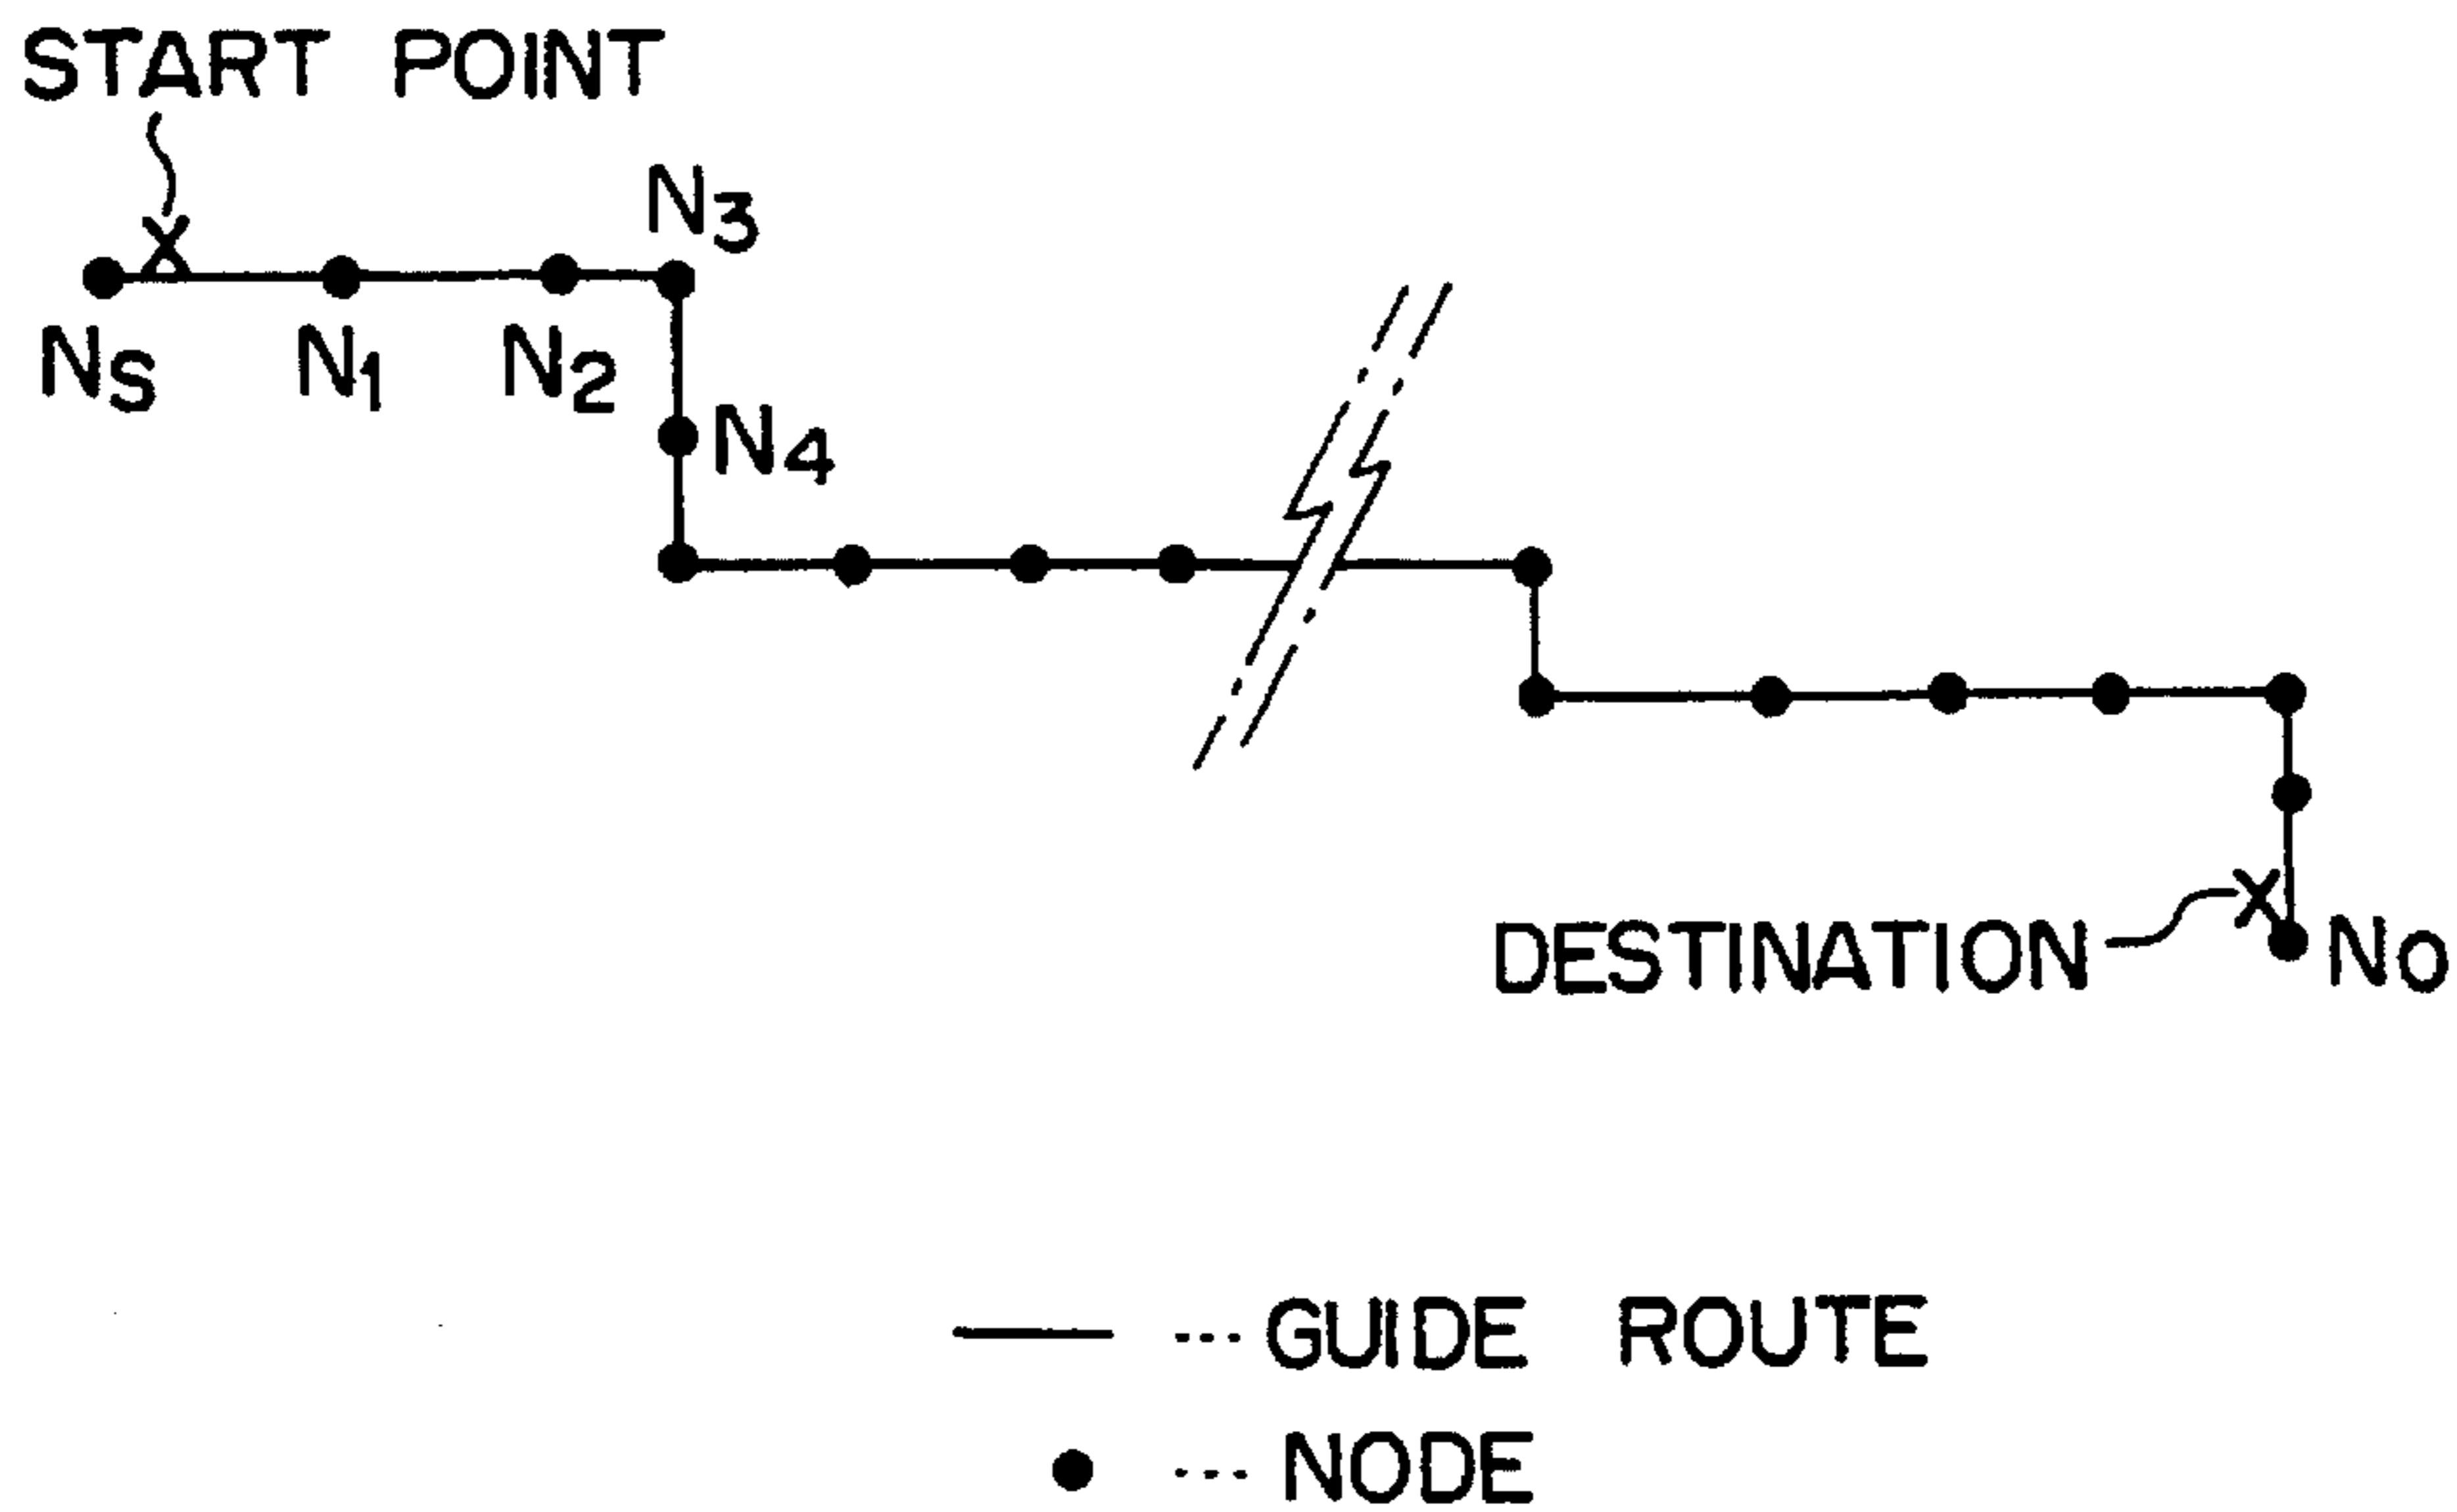 START POINT
N3
NS
N1
N2
N4
DESTINATION
NO
--- GUIDE ROUTE
--- NODE